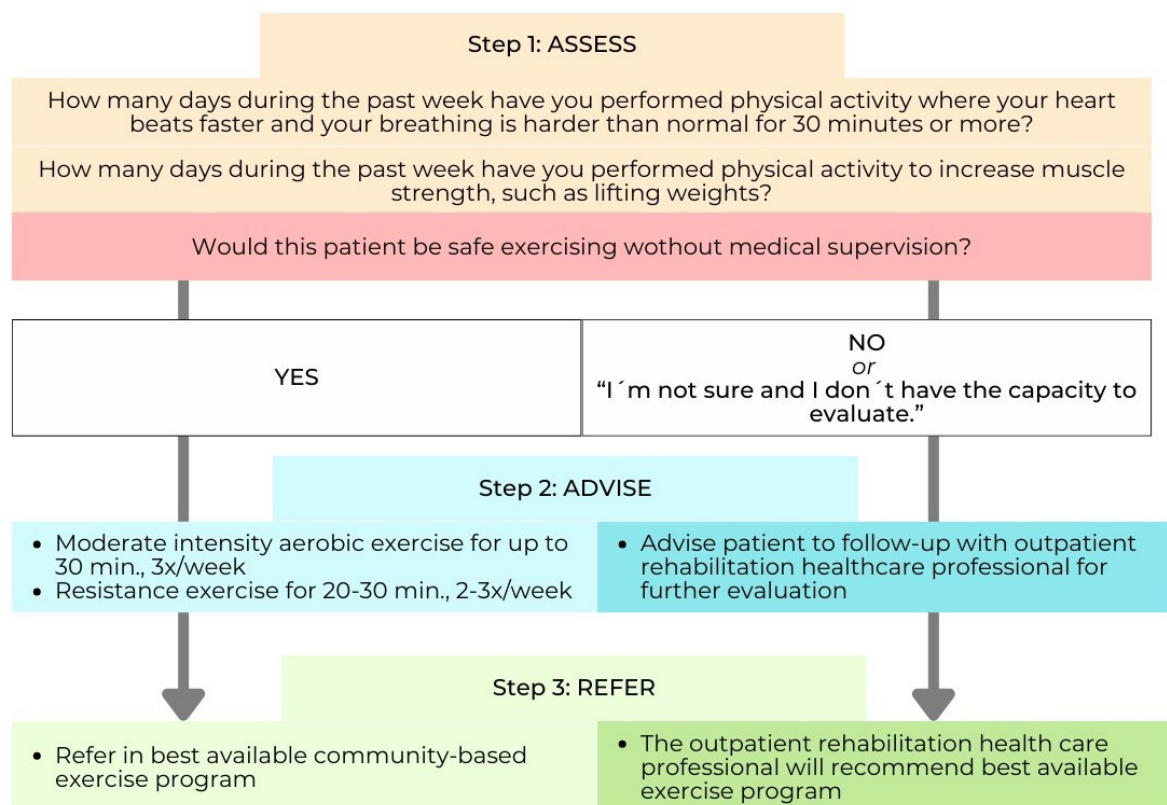 Step 1: ASSESS
How many days during the past week have you performed physical activity where your heart
beats faster and your breathing is harder than normal for 30 minutes or more?
How many days during the past week have you performed physical activity to increase muscle
strength, such as lifting weights?
Would this patient be safe exercising wothout medical supervision?
YES
NO
or
“I´m not sure and I don´t have the capacity to
evaluate.”
Step 2: ADVISE
• Moderate intensity aerobic exercise for up to
30 min., 3x/week
• Resistance exercise for 20-30 min., 2-3x/week
• Advise patient to follow-up with outpatient
rehabilitation healthcare professional for
further evaluation
Step 3: REFER
• Refer in best available community-based
exercise program
• The outpatient rehabilitation health care
professional will recommend best available
exercise program